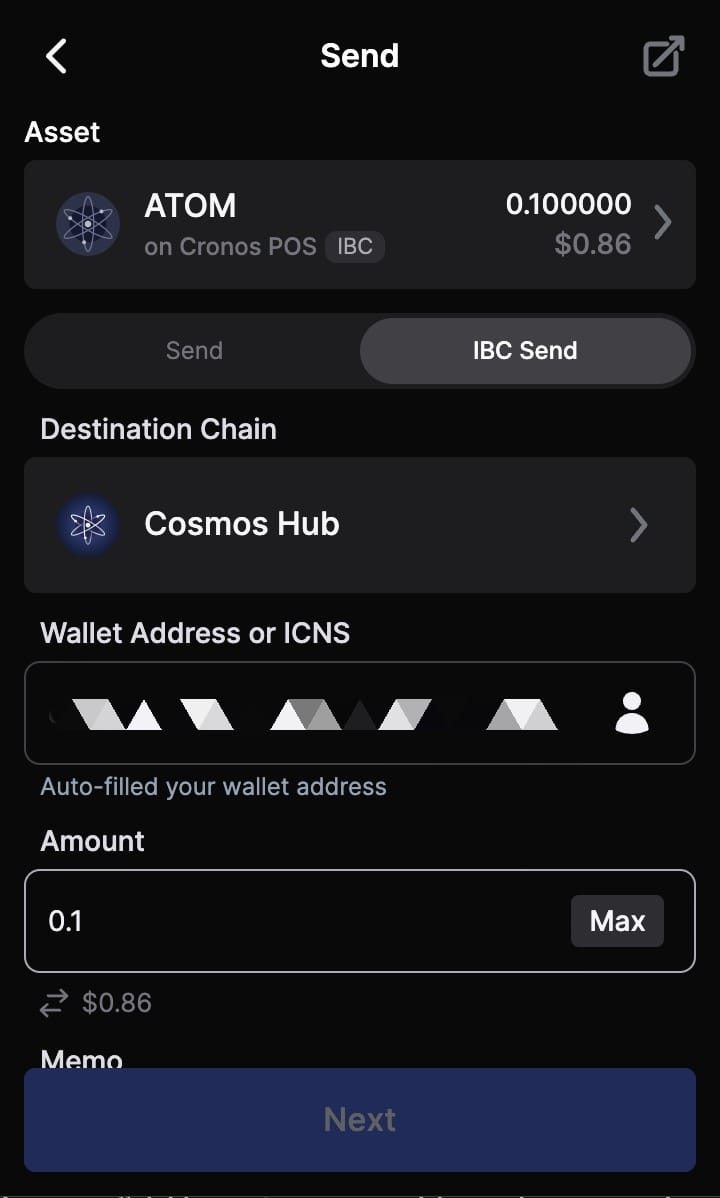 Send
Asset
ATOM 0.100000
on Cronos POS IBC $0.86
Send IBC Send
Destination Chain
Cosmos Hub
Wallet Address or ICNS
Auto-filled your wallet address
Amount
0.1 Max
$0.86
Memo
Next